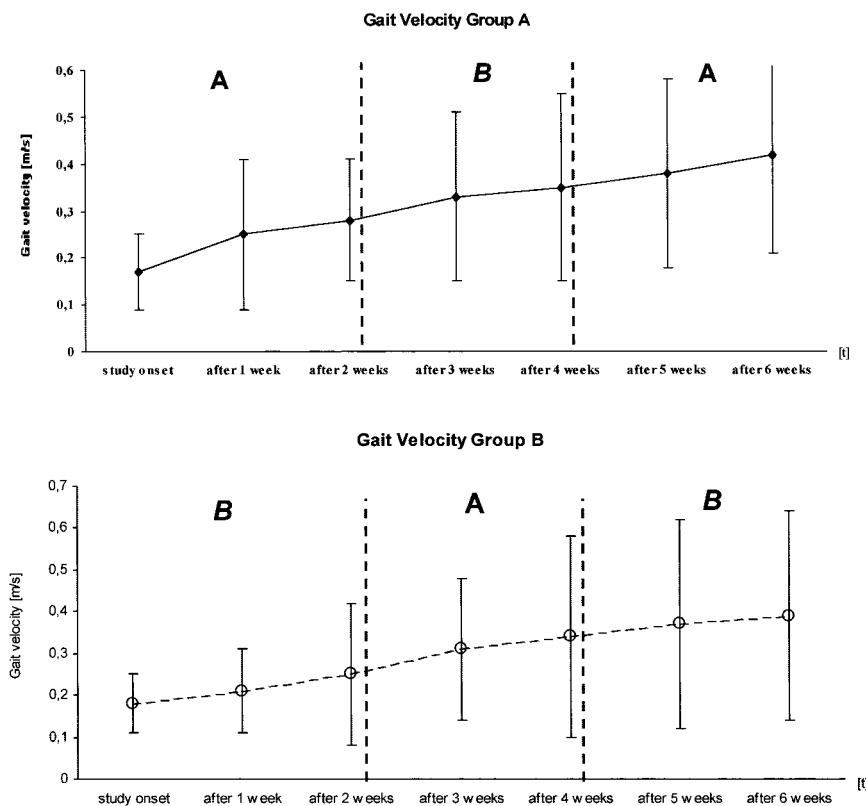 Gait Velocity Group A
A B A
Gait velocity [m/s]
0,6
0,5
0,4
0,3
0,2
0,1
0
[t]
study onset after 1 week after 2 weeks after 3 weeks after 4 weeks after 5 weeks after 6 weeks
Gait Velocity Group B
B A B
Gait velocity [m/s]
0,7
0,6
0,5
0,4
0,3
0,2
0,1
0
[t]
study onset after 1 week after 2 weeks after 3 weeks after 4 weeks after 5 weeks after 6 weeks